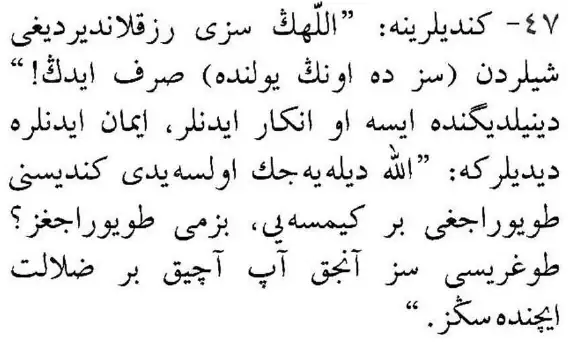 ٤٧- كنديلرينه: ”اللّٰهڭ سزى رزقلانديرديغى
شيلردن (سز ده اونڭ يولنده) صرف ايدڭ!“
دينيلديگنده ايسه او انكار ايدنلر، ايمان ايدنلره
ديديلركه: ”الله ديله‌يه‌جك اولسه‌يدى كنديسنى
طويوراجغى بر كيمسه‌يى، بزمى طويوراجغز؟
طوغريسى سز آنجق آپ آچيق بر ضلالت
ايچنده‌سڭز.“